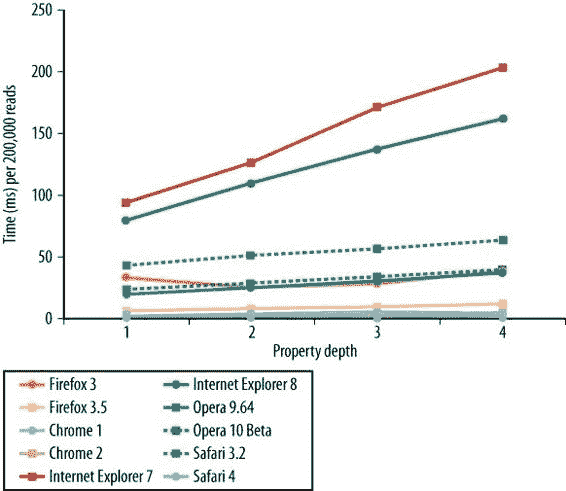 Time (ms) per 200,000 reads
250
200
150
100
50
0
1 2 3 4
Property depth
Firefox 3 Internet Explorer 8
Firefox 3.5 Opera 9.64
Chrome 1 Opera 10 Beta
Chrome 2 Safari 3.2
Internet Explorer 7 Safari 4